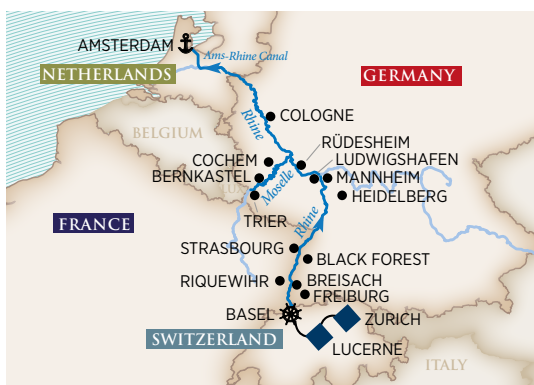 AMSTERDAM
Ams-Rhine Canal
NETHERLANDS
GERMANY
COLOGNE
Rhine
BELGIUM
RÜDESHEIM
COCHEM
LUDWIGSHAFEN
BERNKASTEL
MANNHEIM
Moselle
HEIDELBERG
LUX
TRIER
FRANCE
Rhine
STRASBOURG
BLACK FOREST
RIQUEWIHR
BREISACH
FREIBURG
BASEL
ZURICH
SWITZERLAND
LUCERNE
ITALY